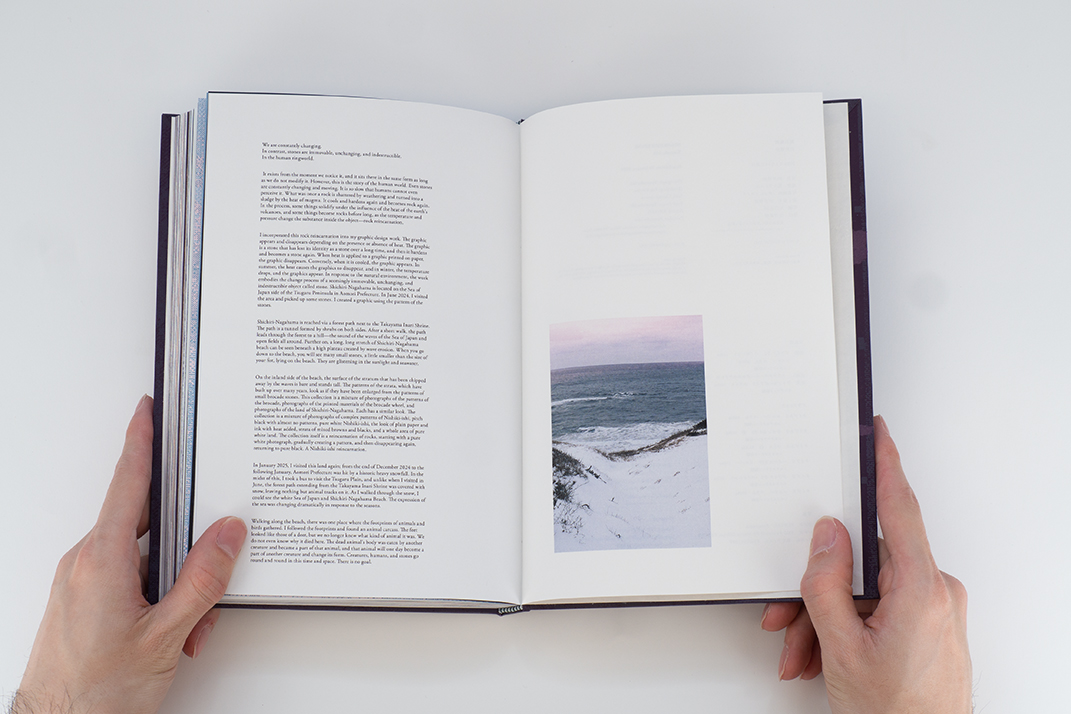 We are constantly changing.
In contrast, stones are immovable, unchanging, and indestructible.
In the human ringworld.
It exists from the moment we notice it, and it sits there in the same form as long
as we do not modify it. However, this is the story of the human world. Even stones
are constantly changing and moving. It is so slow that humans cannot even
perceive it. What was once a rock is shattered by weathering and turned into a
sludge by the heat of magma. It cools and hardens again and becomes rock again.
In the process, some things solidify under the influence of the heat of the earth's
volcanoes, and some things become rocks before long, as the temperature and
pressure change the substance inside the object—rock reincarnation.
I incorporated this rock reincarnation into my graphic design work. The graphic
appears and disappears depending on the presence or absence of heat. The graphic
is a stone that has lost its identity as a stone over a long time, and then it hardens
and becomes a stone again. When heat is applied to a graphic printed on paper,
the graphic disappears. Conversely, when it is cooled, the graphic appears. In
summer, the heat causes the graphics to disappear, and in winter, the temperature
drops, and the graphics appear. In response to the natural environment, the work
embodies the change process of a seemingly immovable, unchanging, and
indestructible object called stone. Shichiri-Nagahama is located on the Sea of
Japan side of the Tsugaru Peninsula in Aomori Prefecture. In June 2024, I visited
the area and picked up some stones. I created a graphic using the pattern of the
stones.
Shichiri-Nagahama is reached via a forest path next to the Takayama Inari Shrine.
The path is a tunnel formed by shrubs on both sides. After a short walk, the path
leads through the forest to a hill—the sound of the waves of the Sea of Japan and
open fields all around. Further on, a long, long stretch of Shichiri-Nagahama
beach can be seen beneath a high plateau created by wave erosion. When you go
down to the beach, you will see many small stones, a little smaller than the size of
your fist, lying on the beach. They are glistening in the sunlight and seawater.
On the inland side of the beach, the surface of the stratum that has been chipped
away by the waves is bare and stands tall. The patterns of the strata, which have
built up over many years, look as if they have been enlarged from the patterns of
small brocade stones. This collection is a mixture of photographs of the patterns of
the brocade, photographs of the printed materials of the brocade wheel, and
photographs of the land of Shichiri-Nagahama. Each has a similar look. The
collection is a mixture of photographs of complex patterns of Nishiki-ishi, pitch
black with almost no patterns, pure white Nishiki-ishi, the look of plain paper and
ink with heat added, strata of mixed browns and blacks, and a whole area of pure
white land. The collection itself is a reincarnation of rocks, starting with a pure
white photograph, gradually creating a pattern, and then disappearing again,
returning to pure black. A Nishiki-ishi reincarnation.
In January 2025, I visited this land again. from the end of December 2024 to the
following January, Aomori Prefecture was hit by a historic heavy snowfall. In the
midst of this, I took a bus to visit the Tsugaru Plain, and unlike when I visited in
June, the forest path extending from the Takayama Inari Shrine was covered with
snow, leaving nothing but animal tracks on it. As I walked through the snow, I
could see the white Sea of Japan and Shichiri-Nagahama Beach. The expression of
the sea was changing dramatically in response to the seasons.
Walking along the beach, there was one place where the footprints of animals and
birds gathered. I followed the footprints and found an animal carcass. The feet
looked like those of a deer, but we no longer know what kind of animal it was. We
do not even know why it died here. The dead animal's body was eaten by another
creature and became a part of that animal, and that animal will one day become a
part of another creature and change its form. Creatures, humans, and stones go
round and round in this time and space. There is no goal.